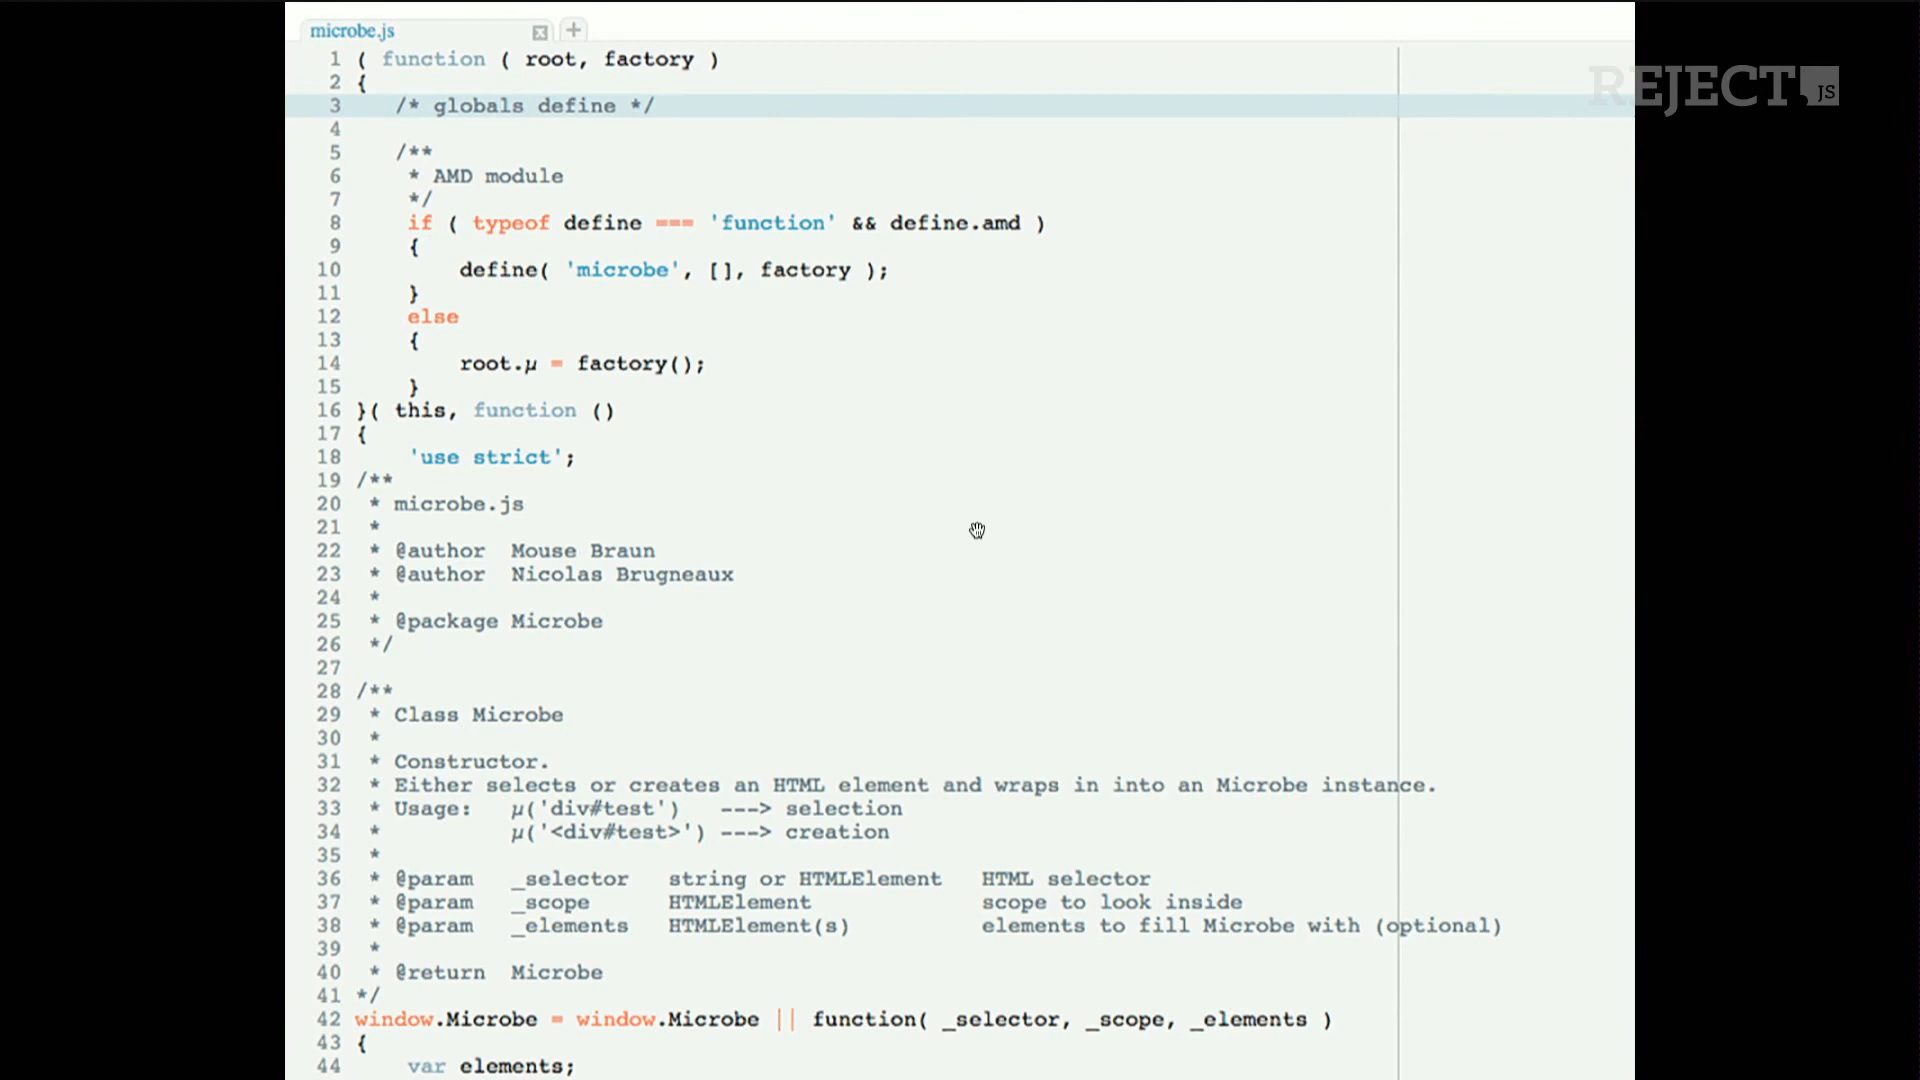 microbe.js
REJECT.JS
1 ( function ( root, factory )
2 {
3 /* globals define */
4
5 /**
6 * AMD module
7 */
8 if ( typeof define === 'function' && define.amd )
9 {
10 define( 'microbe', [], factory );
11 }
12 else
13 {
14 root.µ = factory();
15 }
16 }( this, function ()
17 {
18 'use strict';
19 /**
20 * microbe.js
21 *
22 * @author Mouse Braun
23 * @author Nicolas Brugneaux
24 *
25 * @package Microbe
26 */
27
28 /**
29 * Class Microbe
30 *
31 * Constructor.
32 * Either selects or creates an HTML element and wraps in into an Microbe instance.
33 * Usage: µ('div#test') ---> selection
34 * µ('<div#test>') ---> creation
35 *
36 * @param _selector string or HTMLElement HTML selector
37 * @param _scope HTMLElement scope to look inside
38 * @param _elements HTMLElement(s) elements to fill Microbe with (optional)
39 *
40 * @return Microbe
41 */
42 window.Microbe = window.Microbe || function( _selector, _scope, _elements )
43 {
44 var elements;